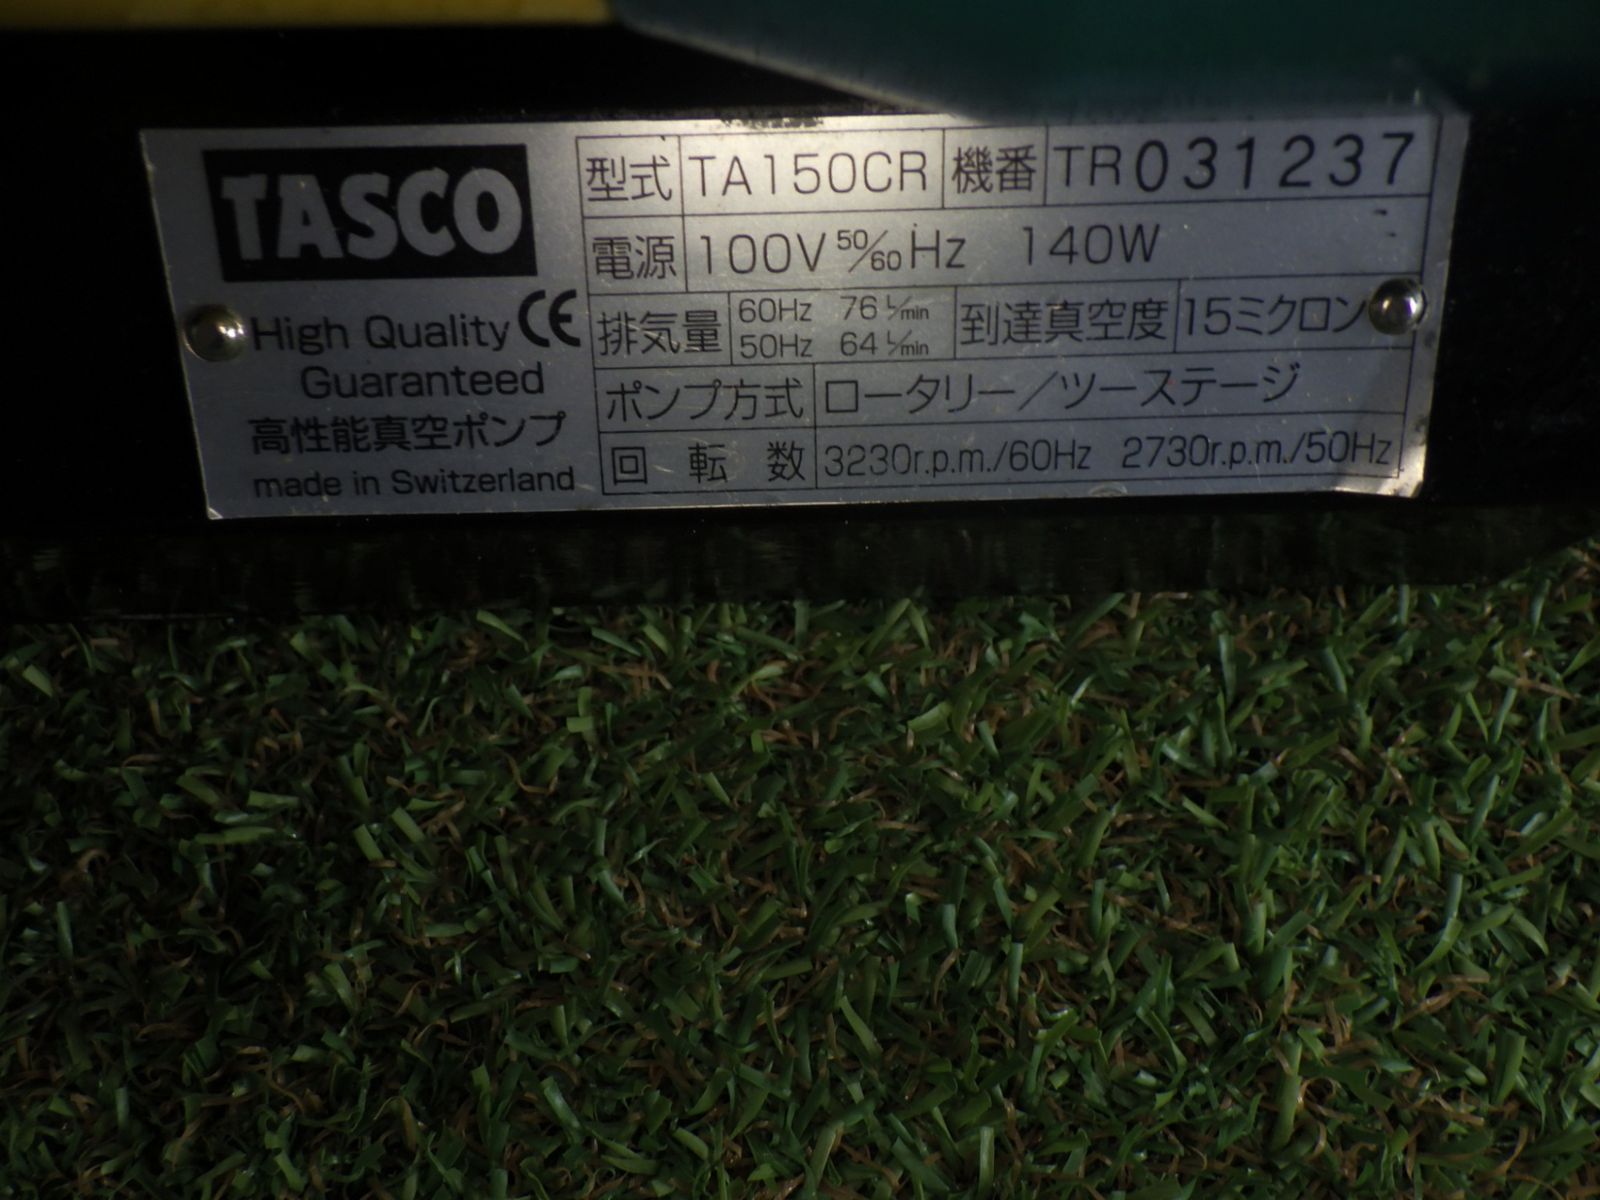 TASCO
High Quality CE
Guaranteed
高性能真空ポンプ
made in Switzerland
型式 TA150CR 機番 TR031237
電源 100V 50/60Hz 140W
排気量 60Hz 76 L/min 50Hz 64 L/min 到達真空度 15ミクロン
ポンプ方式 ロータリー/ツーステージ
回転数 3230r.p.m./60Hz 2730r.p.m./50Hz